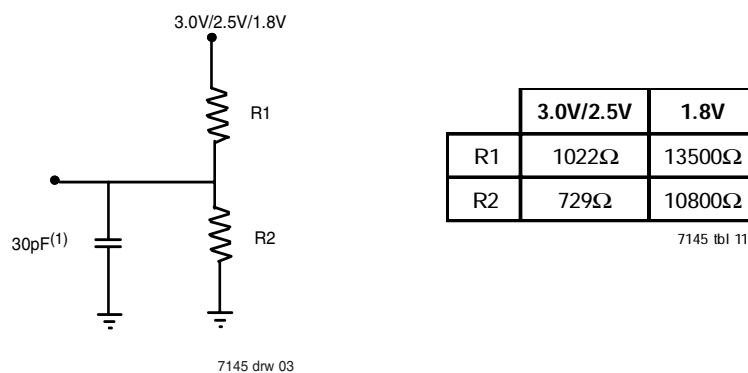 3.0V/2.5V/1.8V
R1
30pF(1)
R2
7145 drw 03
3.0V/2.5V 1.8V
R1 1022Ω 13500Ω
R2 729Ω 10800Ω
7145 tbl 11